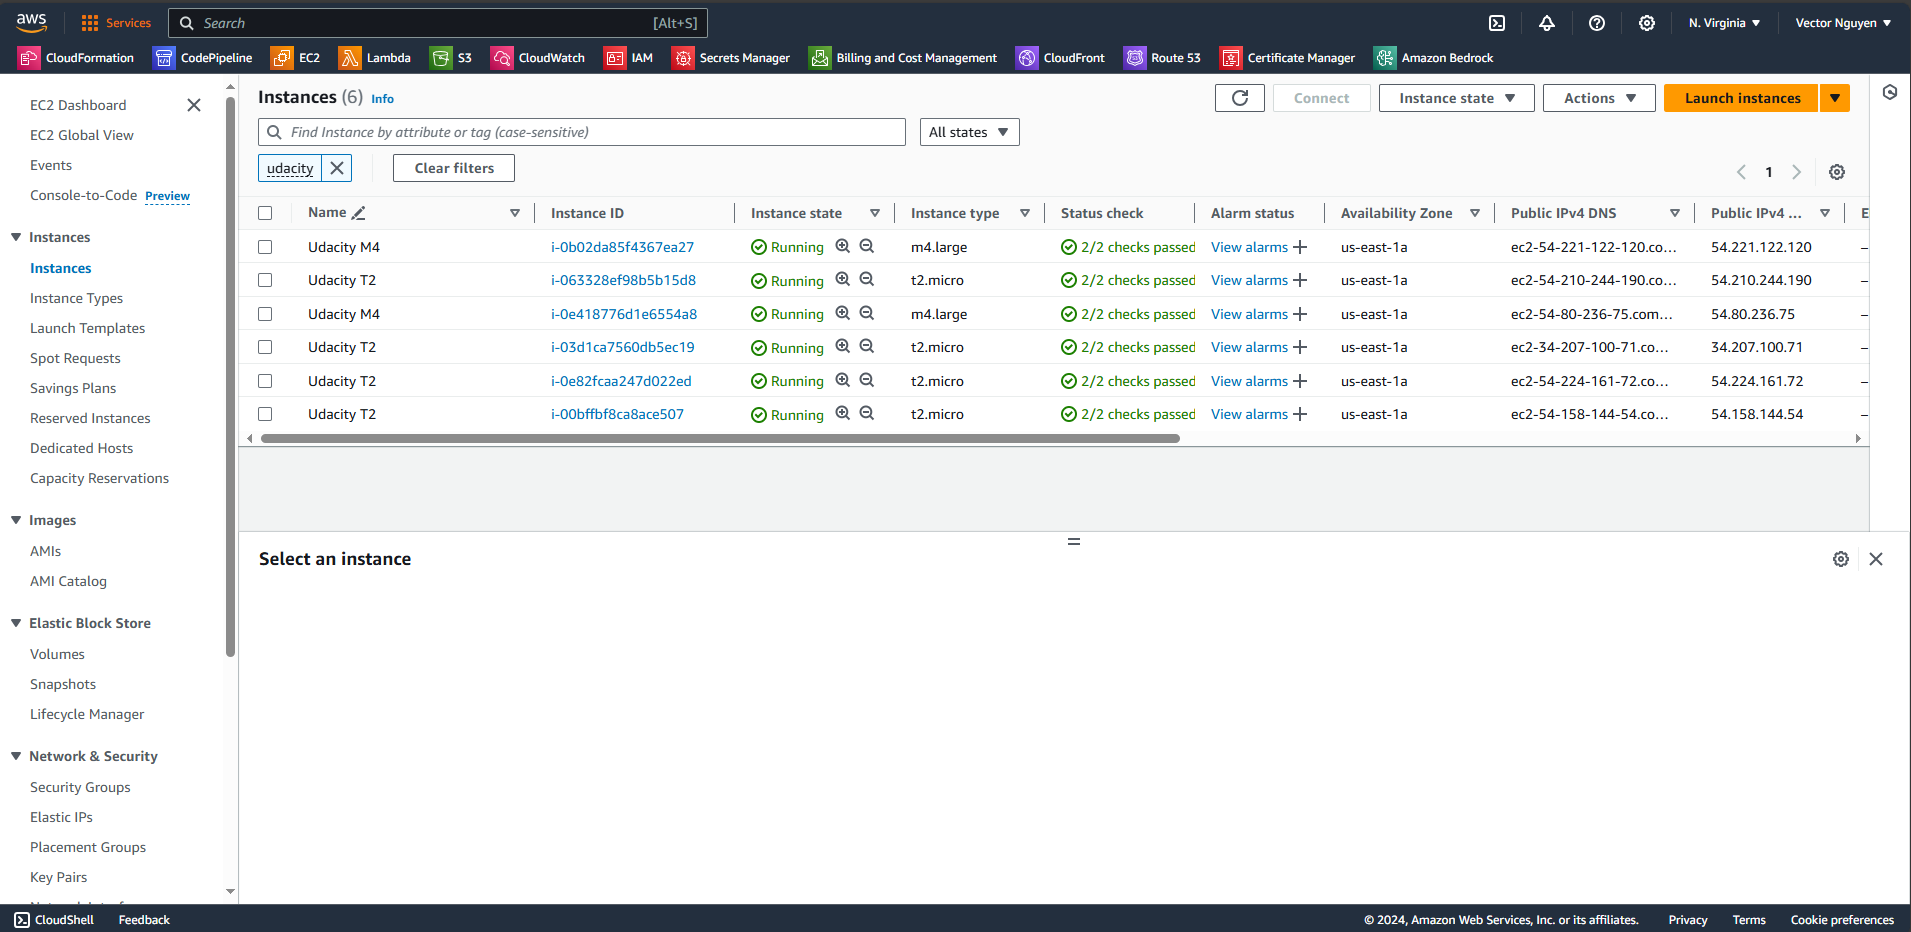 aws
Services
Search [Alt+S]
N. Virginia
Vector Nguyen
CloudFormation CodePipeline EC2 Lambda S3 CloudWatch IAM Secrets Manager Billing and Cost Management CloudFront Route 53 Certificate Manager Amazon Bedrock
EC2 Dashboard
EC2 Global View
Events
Console-to-Code Preview
Instances
Instances
Instance Types
Launch Templates
Spot Requests
Savings Plans
Reserved Instances
Dedicated Hosts
Capacity Reservations
Images
AMIs
AMI Catalog
Elastic Block Store
Volumes
Snapshots
Lifecycle Manager
Network & Security
Security Groups
Elastic IPs
Placement Groups
Key Pairs
Instances (6) Info
Connect
Instance state
Actions
Launch instances
Find Instance by attribute or tag (case-sensitive)
All states
udacity
Clear filters
1
Name Instance ID Instance state Instance type Status check Alarm status Availability Zone Public IPv4 DNS Public IPv4 ... E
Udacity M4 i-0b02da85f4367ea27 Running m4.large 2/2 checks passed View alarms + us-east-1a ec2-54-221-122-120.co... 54.221.122.120 –
Udacity T2 i-063328ef98b5b15d8 Running t2.micro 2/2 checks passed View alarms + us-east-1a ec2-54-210-244-190.co... 54.210.244.190 –
Udacity M4 i-0e418776d1e6554a8 Running m4.large 2/2 checks passed View alarms + us-east-1a ec2-54-80-236-75.com... 54.80.236.75 –
Udacity T2 i-03d1ca7560db5ec19 Running t2.micro 2/2 checks passed View alarms + us-east-1a ec2-34-207-100-71.co... 34.207.100.71 –
Udacity T2 i-0e82fcaa247d022ed Running t2.micro 2/2 checks passed View alarms + us-east-1a ec2-54-224-161-72.co... 54.224.161.72 –
Udacity T2 i-00bffbf8ca8ace507 Running t2.micro 2/2 checks passed View alarms + us-east-1a ec2-54-158-144-54.co... 54.158.144.54 –
Select an instance
CloudShell Feedback
© 2024, Amazon Web Services, Inc. or its affiliates. Privacy Terms Cookie preferences